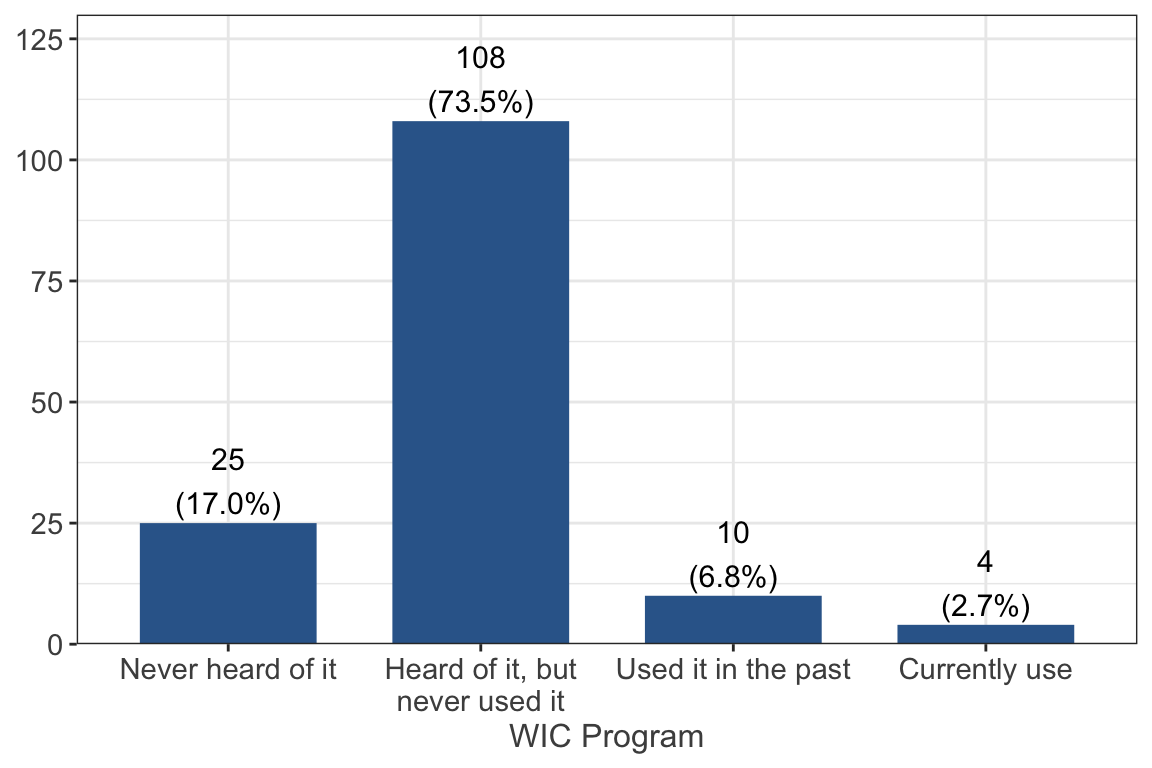 125
100
75
50
25
0
108
(73.5%)
25
(17.0%)
10
(6.8%)
4
(2.7%)
Never heard of it
Heard of it, but
never used it
Used it in the past
Currently use
WIC Program